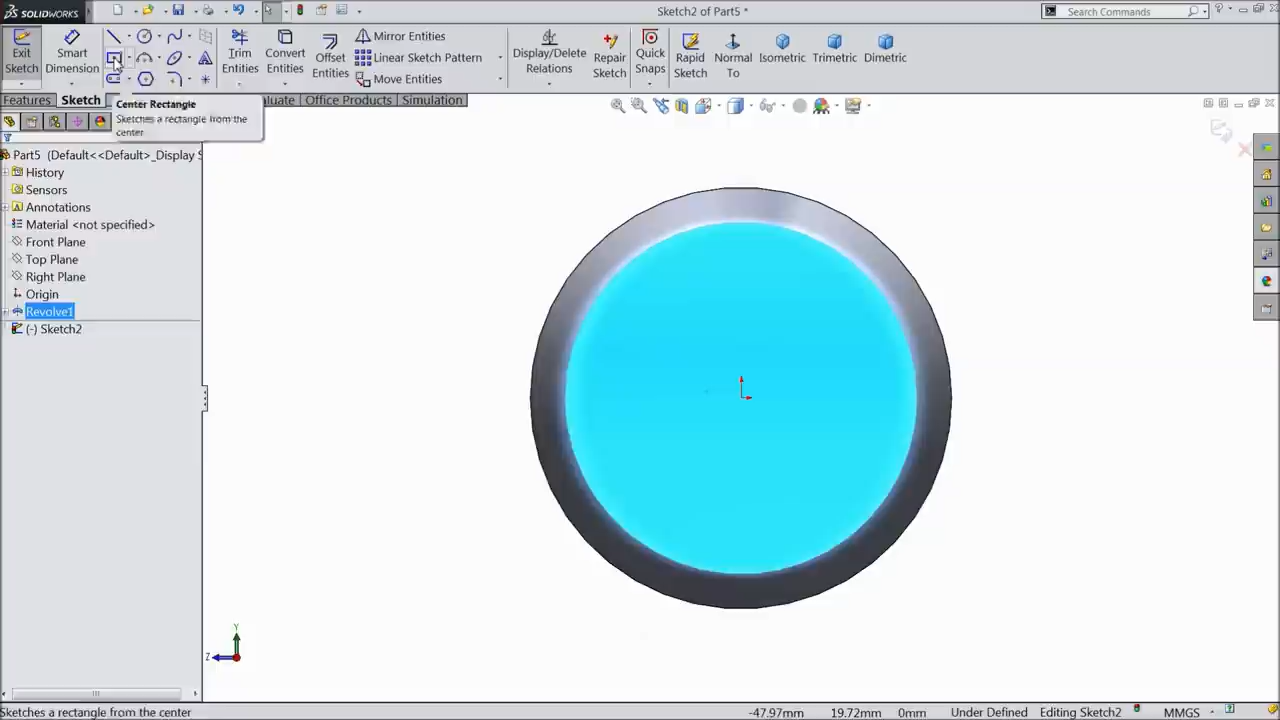 SOLIDWORKS
Sketch2 of Part5 *
Search Commands
Exit Sketch
Smart Dimension
Trim Entities
Convert Entities
Offset Entities
Mirror Entities
Linear Sketch Pattern
Move Entities
Display/Delete Relations
Repair Sketch
Quick Snaps
Rapid Sketch
Normal To
Isometric
Trimetric
Dimetric
Features
Sketch
Office Products
Simulation
Center Rectangle
Sketches a rectangle from the
center
Part5 (Default<<Default>_Display S
History
Sensors
Annotations
Material <not specified>
Front Plane
Top Plane
Right Plane
Origin
Revolve1
(-) Sketch2
Y
Z
Sketches a rectangle from the center
-47.97mm
19.72mm
0mm
Under Defined
Editing Sketch2
MMGS